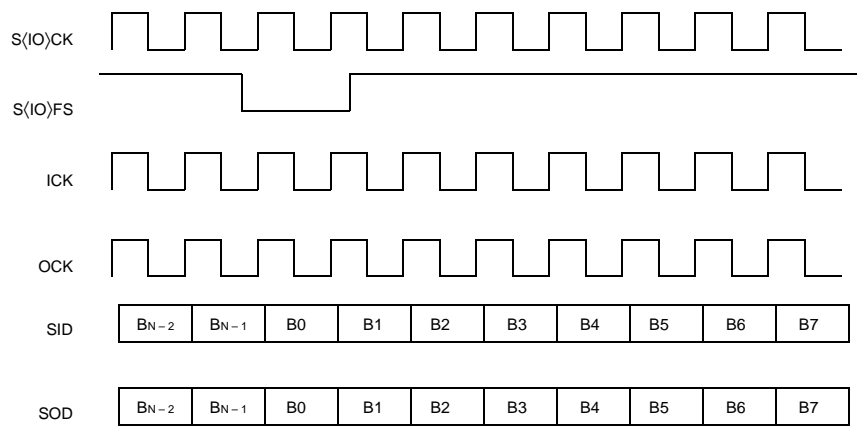 S⟨IO⟩CK
S⟨IO⟩FS
ICK
OCK
SID BN – 2 BN – 1 B0 B1 B2 B3 B4 B5 B6 B7
SOD BN – 2 BN – 1 B0 B1 B2 B3 B4 B5 B6 B7